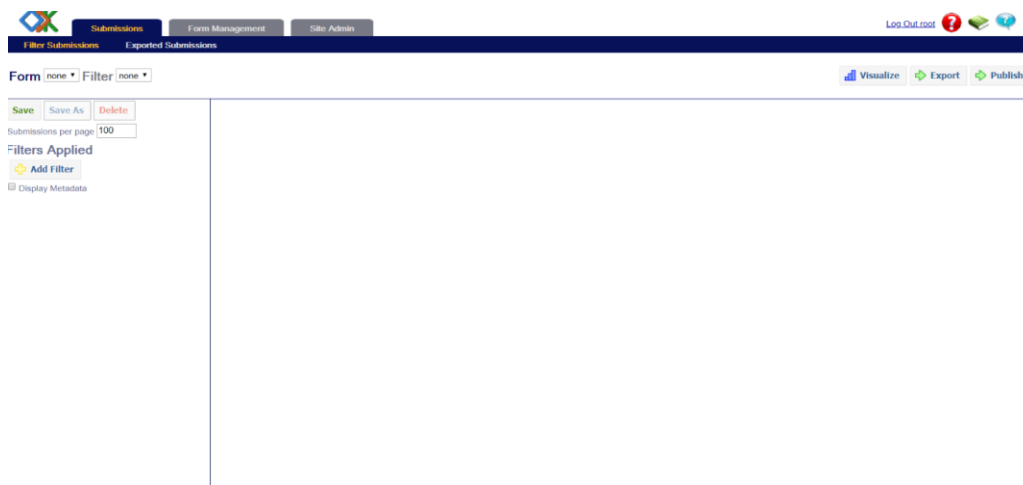 Submissions Form Management Site Admin Log Out root
Filter Submissions Exported Submissions
Form none Filter none Visualize Export Publish
Save Save As Delete
Submissions per page 100
Filters Applied
Add Filter
Display Metadata